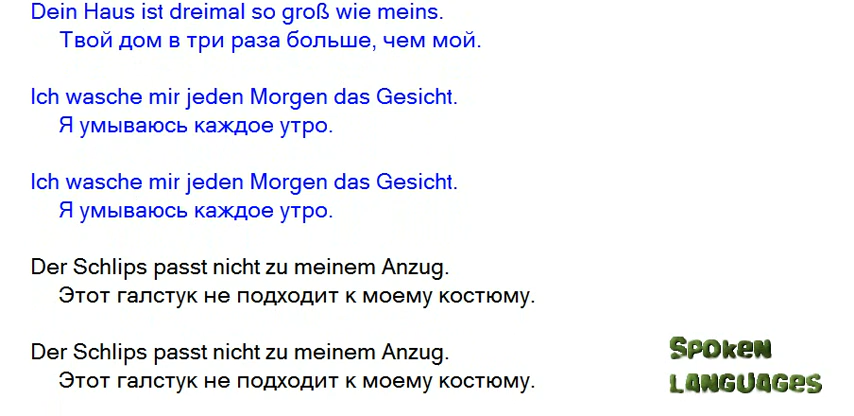 Dein Haus ist dreimal so groß wie meins.
Твой дом в три раза больше, чем мой.
Ich wasche mir jeden Morgen das Gesicht.
Я умываюсь каждое утро.
Ich wasche mir jeden Morgen das Gesicht.
Я умываюсь каждое утро.
Der Schlips passt nicht zu meinem Anzug.
Этот галстук не подходит к моему костюму.
Der Schlips passt nicht zu meinem Anzug.
Этот галстук не подходит к моему костюму.
Spoken
Languages